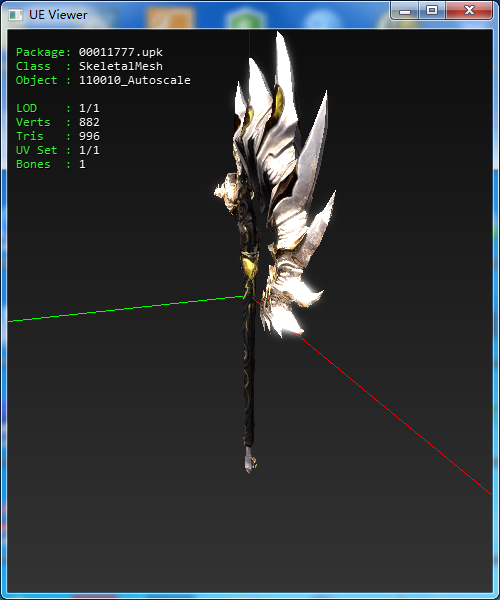 UE Viewer
Package: 00011777.upk
Class : SkeletalMesh
Object : 110010_Autoscale
LOD : 1/1
Verts : 882
Tris : 996
UV Set : 1/1
Bones : 1